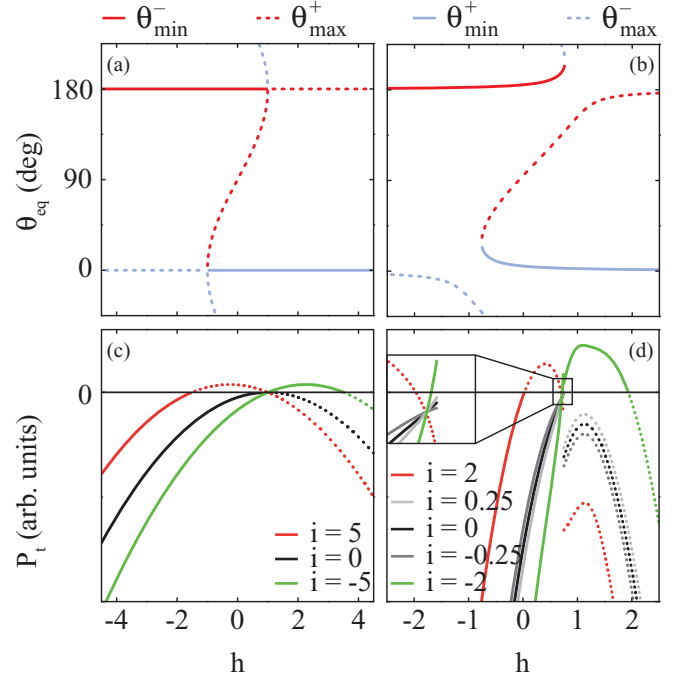 θ⁻min θ⁺max θ⁺min θ⁻max
(a) (b)
180
90
0
θeq (deg)
(c) (d)
0
Pt (arb. units)
i = 5
i = 0
i = -5
i = 2
i = 0.25
i = 0
i = -0.25
i = -2
-4 -2 0 2 4
-2 -1 0 1 2
h h